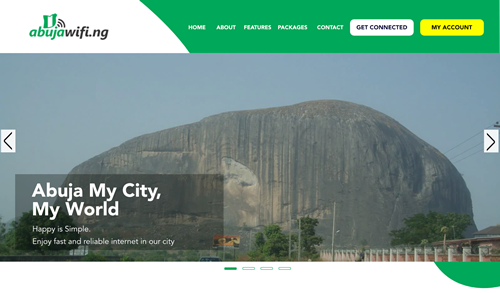 abujawifi.ng
HOME ABOUT FEATURES PACKAGES CONTACT GET CONNECTED MY ACCOUNT
Abuja My City,
My World
Happy is Simple.
Enjoy fast and reliable internet in our city